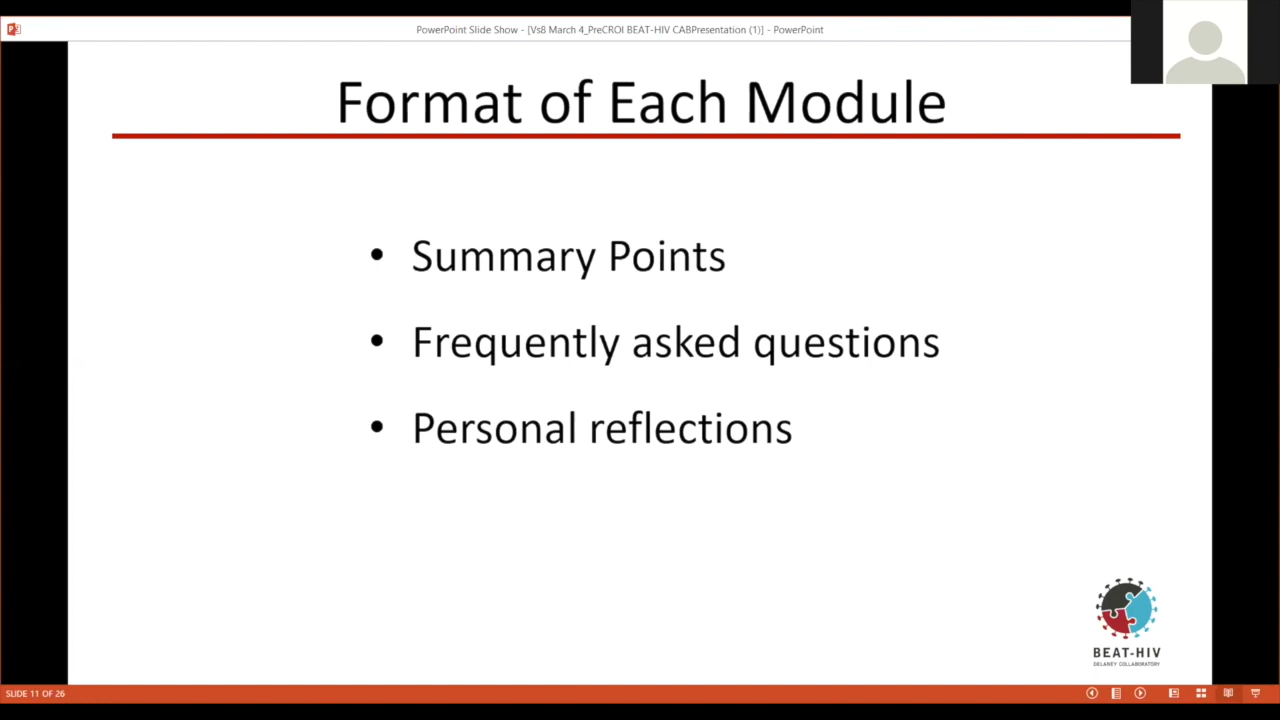 PowerPoint Slide Show - [Vs8 March 4_PreCROI BEAT-HIV CABPresentation (1)] - PowerPoint
Format of Each Module
• Summary Points
• Frequently asked questions
• Personal reflections
BEAT-HIV
DELANEY COLLABORATORY
SLIDE 11 OF 26